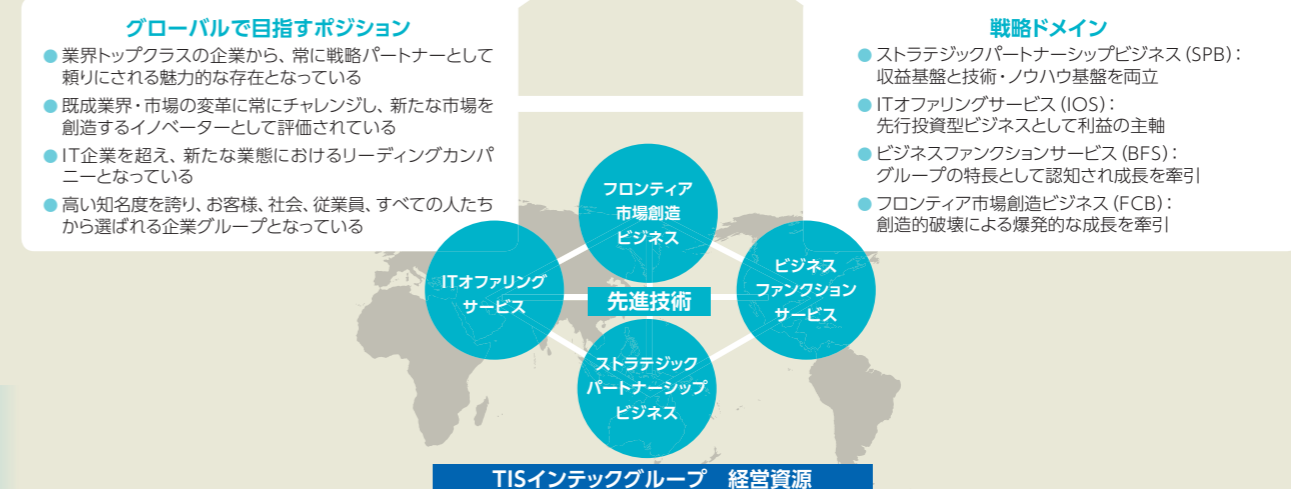 グローバルで目指すポジション
● 業界トップクラスの企業から、常に戦略パートナーとして
頼りにされる魅力的な存在となっている
● 既成業界・市場の変革に常にチャレンジし、新たな市場を
創造するイノベーターとして評価されている
● IT企業を超え、新たな業態におけるリーディングカンパ
ニーとなっている
● 高い知名度を誇り、お客様、社会、従業員、すべての人たち
から選ばれる企業グループとなっている
戦略ドメイン
● ストラテジックパートナーシップビジネス(SPB):
収益基盤と技術・ノウハウ基盤を両立
● ITオファリングサービス(IOS):
先行投資型ビジネスとして利益の主軸
● ビジネスファンクションサービス(BFS):
グループの特長として認知され成長を牽引
● フロンティア市場創造ビジネス(FCB):
創造的破壊による爆発的な成長を牽引
フロンティア
市場創造
ビジネス
ITオファリング
サービス
先進技術
ビジネス
ファンクション
サービス
ストラテジック
パートナーシップ
ビジネス
TISインテックグループ 経営資源